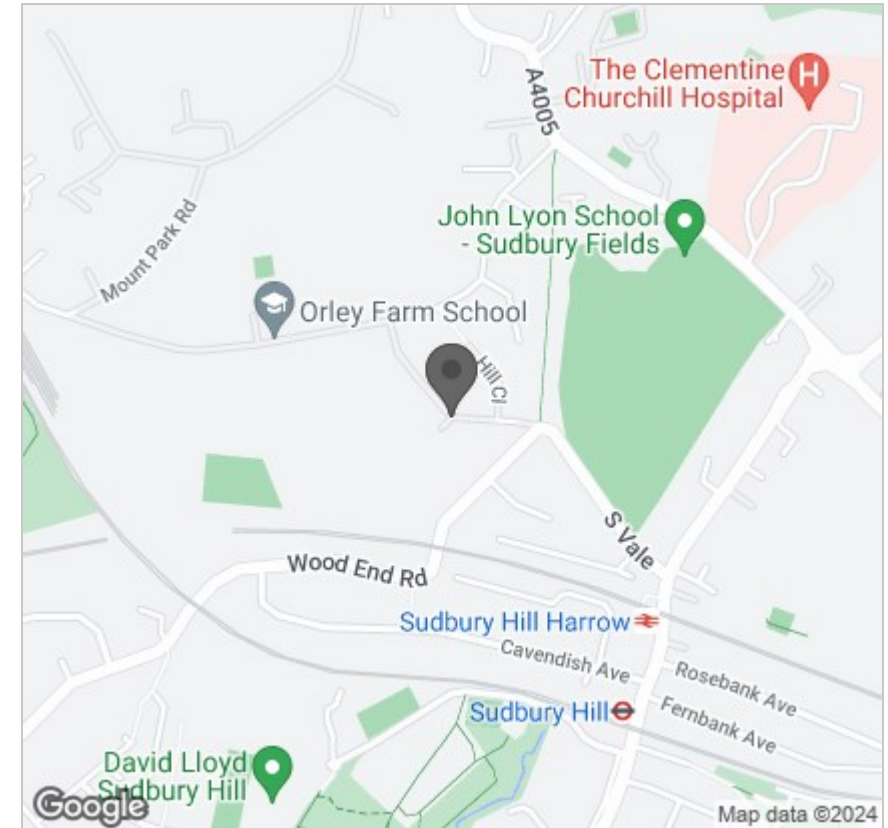 A4005
The Clementine
Churchill Hospital
H
Mount Park Rd
John Lyon School
- Sudbury Fields
Orley Farm School
Hill Cl
S Vale
Wood End Rd
Sudbury Hill Harrow
Cavendish Ave
Rosebank Ave
Sudbury Hill
Fernbank Ave
David Lloyd
Sudbury Hill
Google
Map data ©2024